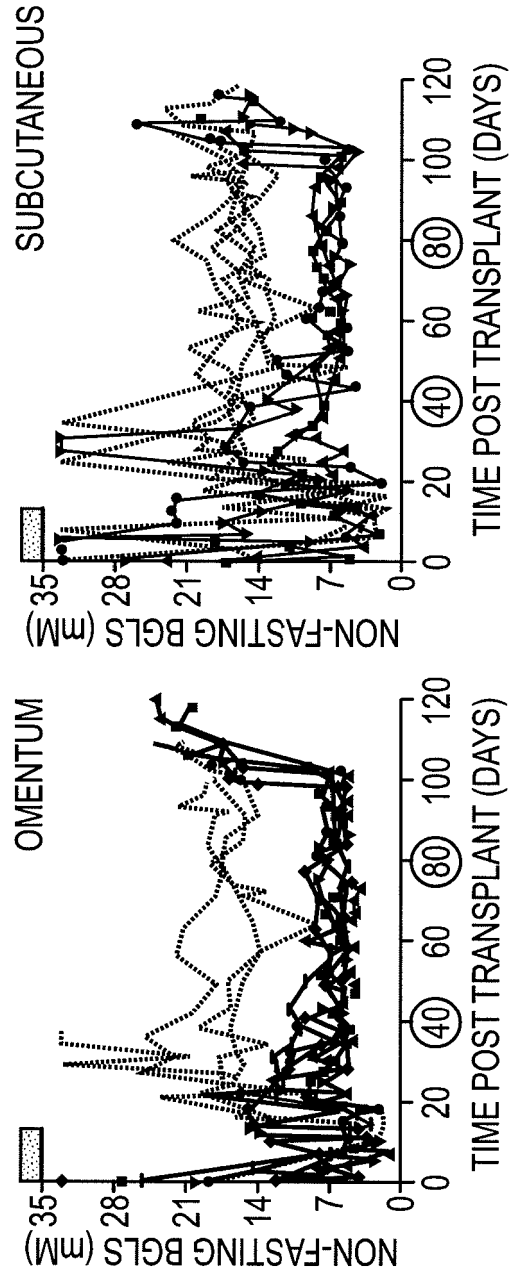 OMENTUM
NON-FASTING BGLS (mM)
35
28
21
14
7
0
0 20 40 60 80 100 120
TIME POST TRANSPLANT (DAYS)
SUBCUTANEOUS
NON-FASTING BGLS (mM)
35
28
21
14
7
0
0 20 40 60 80 100 120
TIME POST TRANSPLANT (DAYS)